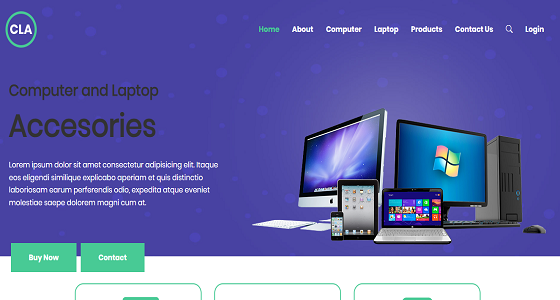 CLA
Home About Computer Laptop Products Contact Us Login
Computer and Laptop
Accesories
Lorem ipsum dolor sit amet consectetur adipisicing elit. Itaque
eos eligendi similique explicabo aperiam et quis distinctio
laboriosam earum perferendis odio, expedita atque eveniet
molestiae saepe dolorem magni cum at.
Buy Now Contact